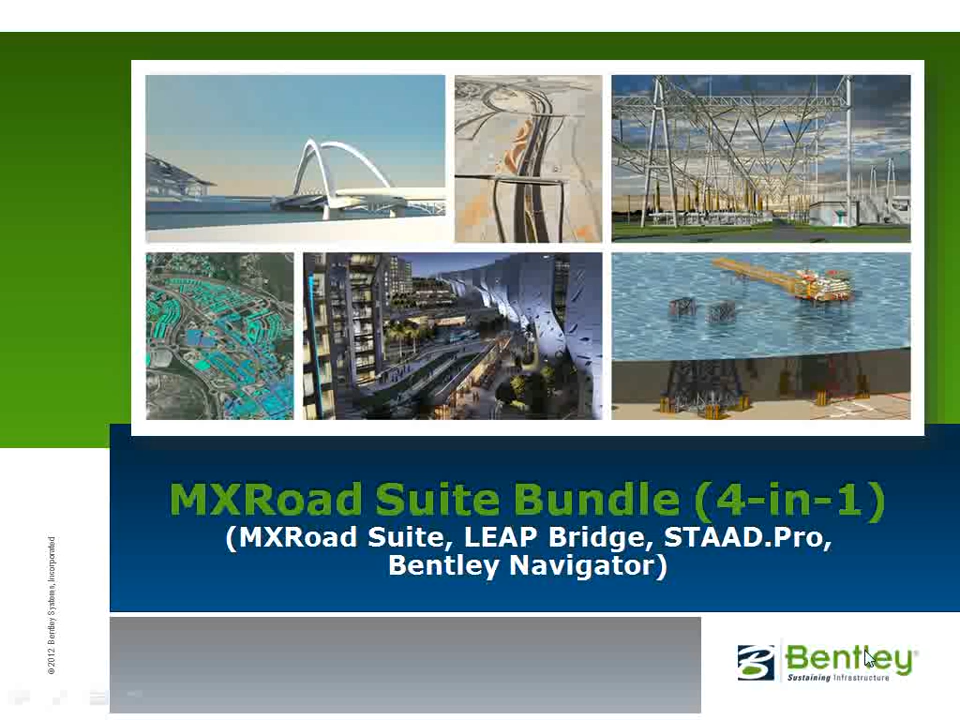 MXRoad Suite Bundle (4-in-1)
(MXRoad Suite, LEAP Bridge, STAAD.Pro,
Bentley Navigator)
© 2012 Bentley Systems, Incorporated
Bentley®
Sustaining Infrastructure